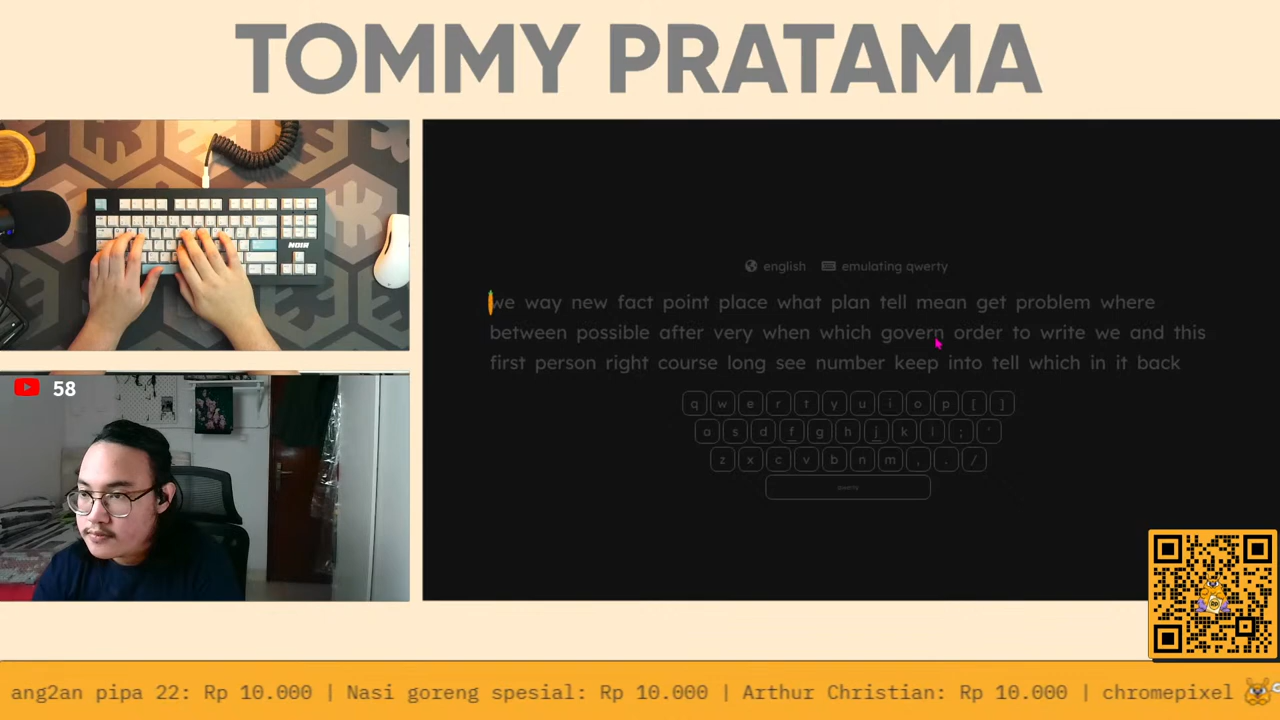 TOMMY PRATAMA
NOIR
58
english emulating qwerty
we way new fact point place what plan tell mean get problem where
between possible after very when which govern order to write we and this
first person right course long see number keep into tell which in it back
q w e r t y u i o p [ ]
a s d f g h j k l ; '
z x c v b n m , . /
qwerty
ang2an pipa 22: Rp 10.000 | Nasi goreng spesial: Rp 10.000 | Arthur Christian: Rp 10.000 | chromepixel